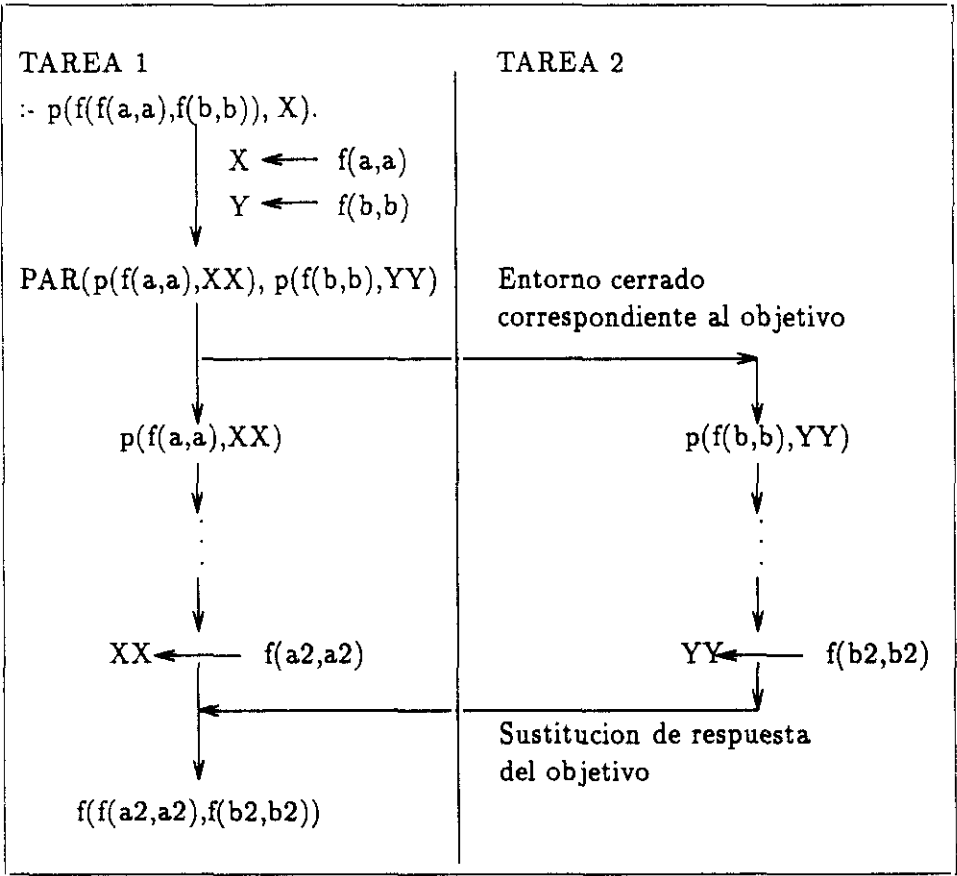 TAREA 1
TAREA 2
:- p(f(f(a,a),f(b,b)), X).
X f(a,a)
Y f(b,b)
PAR(p(f(a,a),XX), p(f(b,b),YY)
Entorno cerrado
correspondiente al objetivo
p(f(a,a),XX)
p(f(b,b),YY)
XX f(a2,a2)
YY f(b2,b2)
Sustitucion de respuesta
del objetivo
f(f(a2,a2),f(b2,b2))